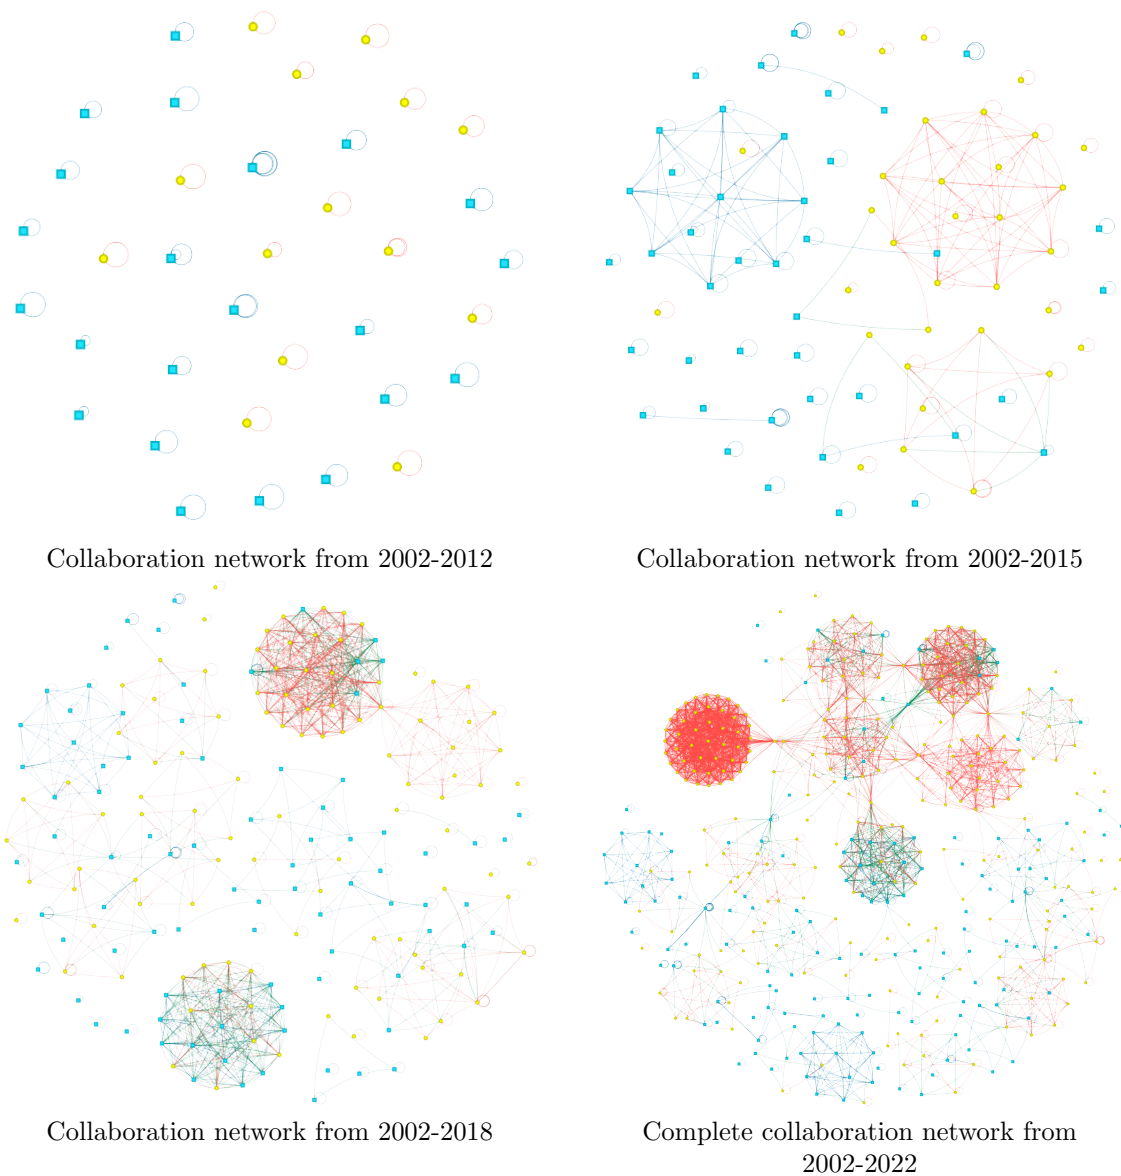 Collaboration network from 2002-2012
Collaboration network from 2002-2015
Collaboration network from 2002-2018
Complete collaboration network from
2002-2022